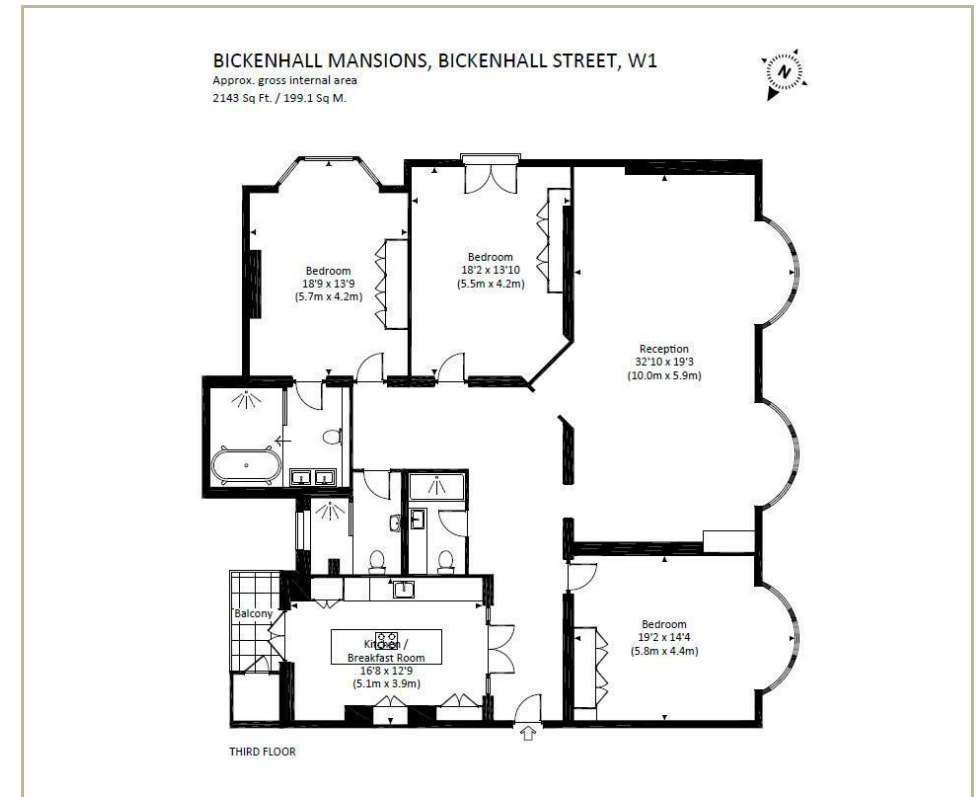 BICKENHALL MANSIONS, BICKENHALL STREET, W1
Approx. gross internal area
2143 Sq Ft. / 199.1 Sq M.
N
Bedroom
18'9 x 13'9
(5.7m x 4.2m)
Bedroom
18'2 x 13'10
(5.5m x 4.2m)
Reception
32'10 x 19'3
(10.0m x 5.9m)
Balcony
Kitchen /
Breakfast Room
16'8 x 12'9
(5.1m x 3.9m)
Bedroom
19'2 x 14'4
(5.8m x 4.4m)
THIRD FLOOR